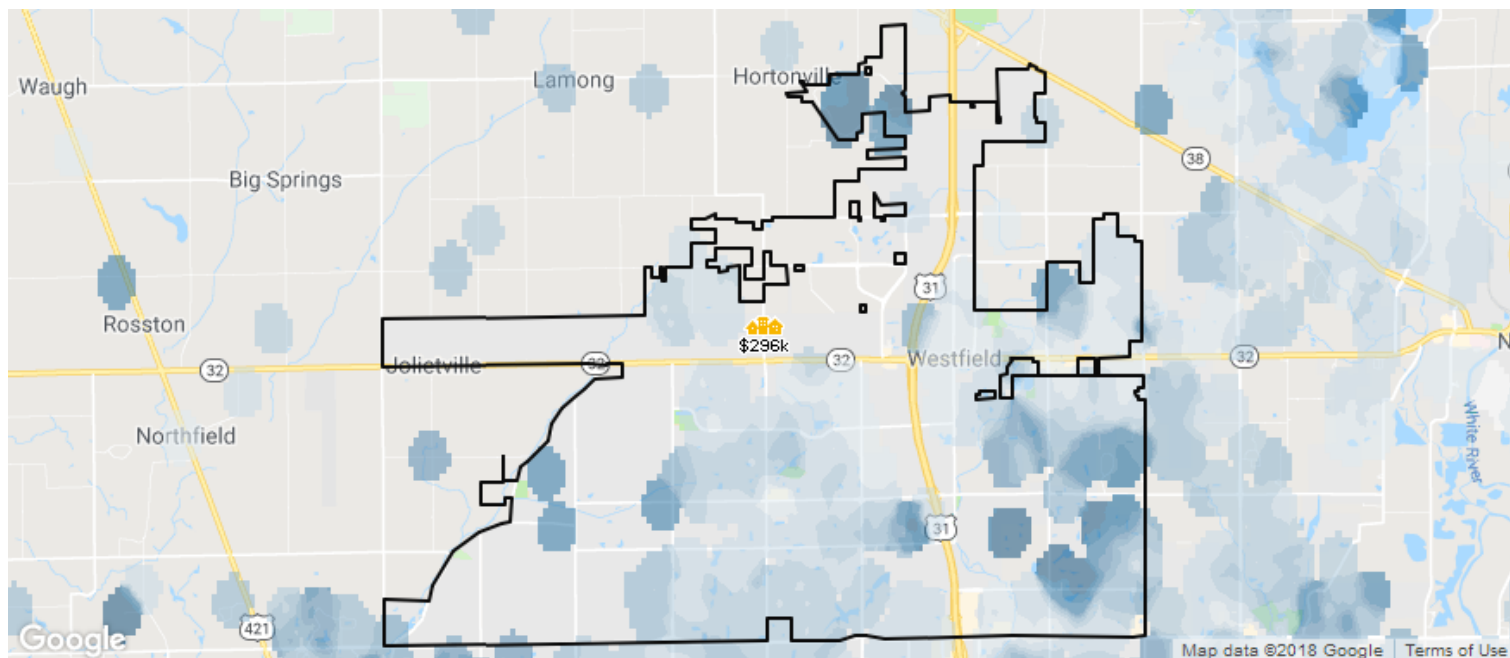 Waugh
Lamong
Hortonville
38
Big Springs
31
Rosston
$296k
Jolietville
32
32
32
Westfield
32
N
Northfield
White River
31
421
Google
Map data ©2018 Google
Terms of Use